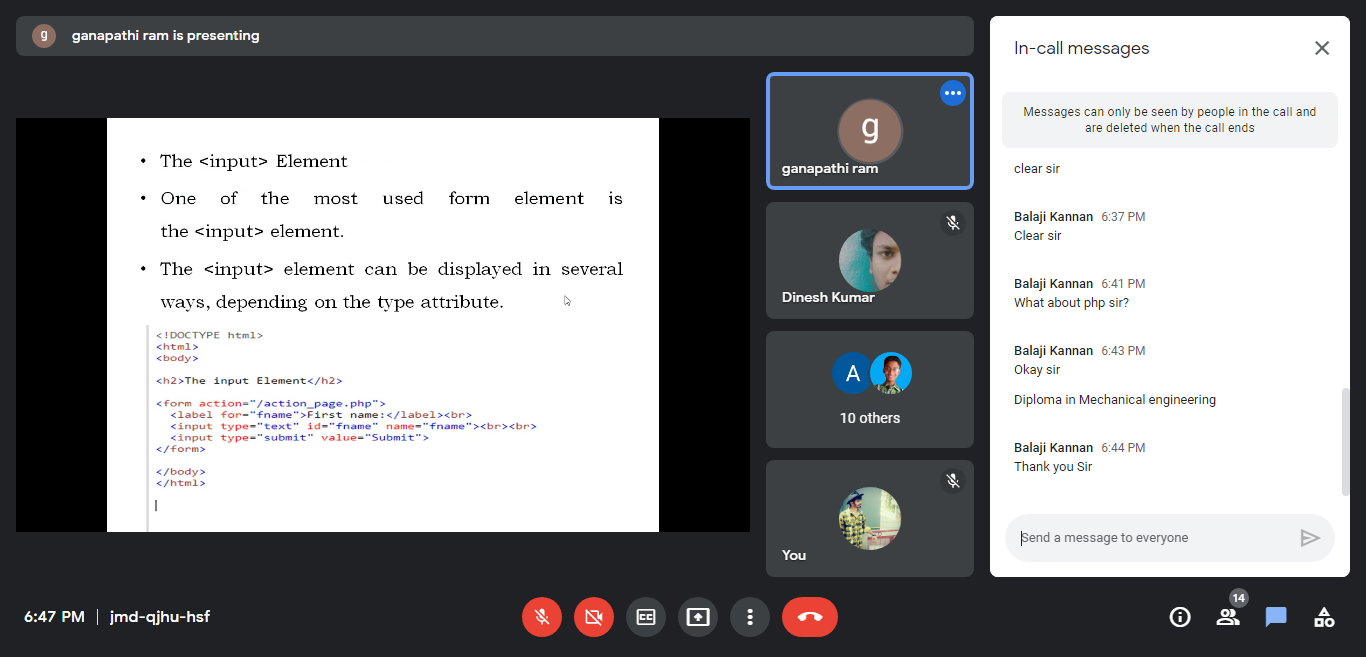 g
ganapathi ram is presenting
• The <input> Element
• One of the most used form element is
the <input> element.
• The <input> element can be displayed in several
ways, depending on the type attribute.
<!DOCTYPE html>
<html>
<body>
<h2>The input Element</h2>
<form action="/action_page.php">
<label for="fname">First name:</label><br>
<input type="text" id="fname" name="fname"><br><br>
<input type="submit" value="Submit">
</form>
</body>
</html>
g
ganapathi ram
Dinesh Kumar
A
10 others
You
In-call messages
Messages can only be seen by people in the call and
are deleted when the call ends
clear sir
Balaji Kannan 6:37 PM
Clear sir
Balaji Kannan 6:41 PM
What about php sir?
Balaji Kannan 6:43 PM
Okay sir
Diploma in Mechanical engineering
Balaji Kannan 6:44 PM
Thank you Sir
Send a message to everyone
6:47 PM | jmd-qjhu-hsf
CC
14